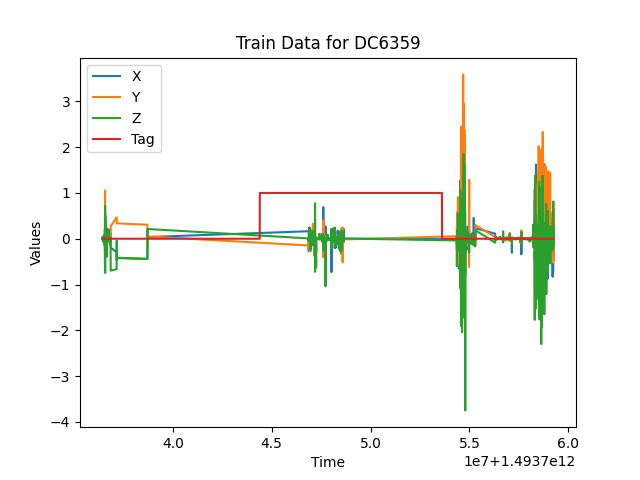 Train Data for DC6359
X
Y
Z
Tag
3
2
1
0
−1
−2
−3
−4
Values
4.0 4.5 5.0 5.5 6.0
1e7+1.4937e12
Time